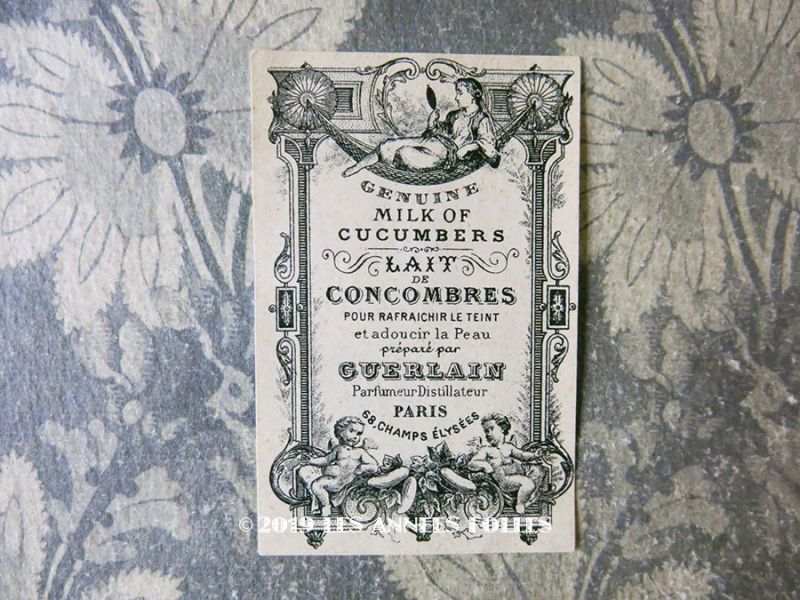 GENUINE
MILK OF
CUCUMBERS
LAIT
DE
CONCOMBRES
POUR RAFRAICHIR LE TEINT
et adoucir la Peau
préparé par
GUERLAIN
Parfumeur Distillateur
PARIS
68, CHAMPS ÉLYSÉES
©2019 LES ANNÉES FOLLES